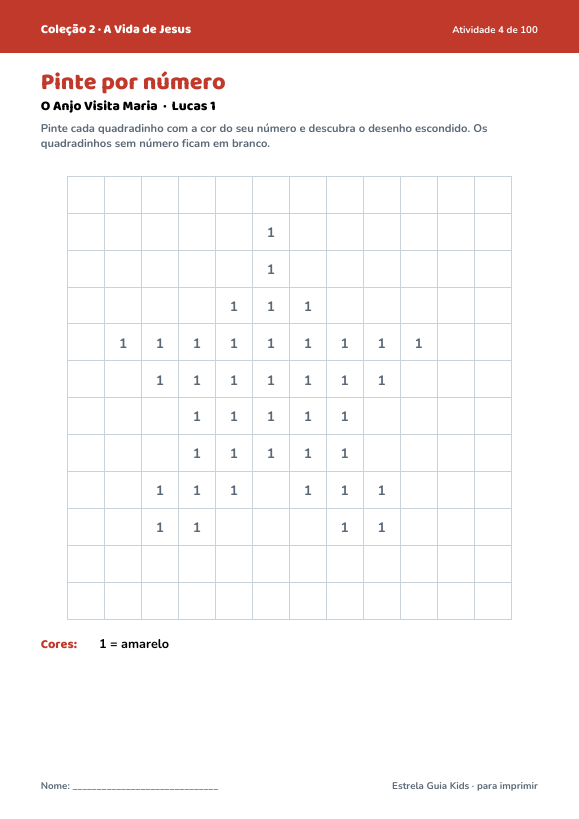 Coleção 2 · A Vida de Jesus
Atividade 4 de 100
Pinte por número
O Anjo Visita Maria · Lucas 1
Pinte cada quadradinho com a cor do seu número e descubra o desenho escondido. Os
quadradinhos sem número ficam em branco.
1
1
1 1 1
1 1 1 1 1 1 1 1 1
1 1 1 1 1 1 1
1 1 1 1 1
1 1 1 1 1
1 1 1 1 1 1
1 1 1 1
Cores: 1 = amarelo
Nome: ____________________________
Estrela Guia Kids · para imprimir